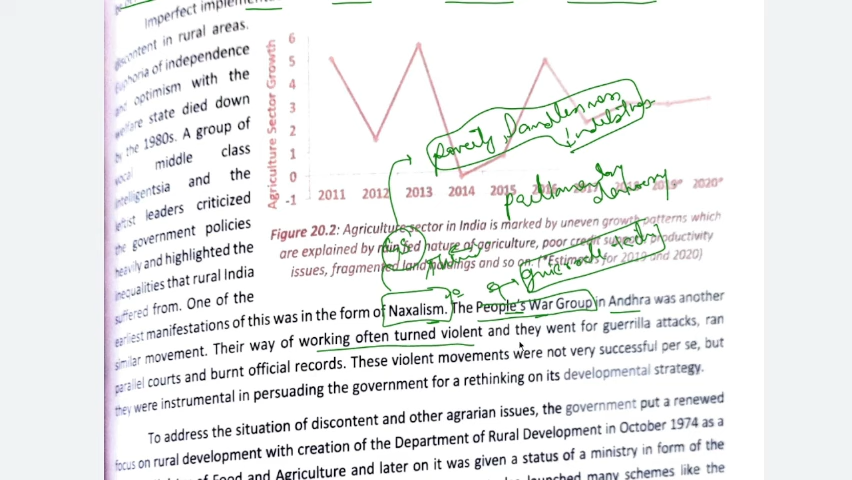 Imperfect implemen
discontent in rural areas.
Euphoria of independence
and optimism with the
welfare state died down
by the 1980s. A group of
vocal middle class
intelligentsia and the
leftist leaders criticized
the government policies
heavily and highlighted the
inequalities that rural India
suffered from. One of the
Agriculture Sector Growth
6
5
4
3
2
1
0
-1
2011 2012 2013 2014 2015 2016 2019* 2020*
poverty, landlessness
indebtness
parliamentary
democracy
Figure 20.2: Agriculture sector in India is marked by uneven growth patterns which
are explained by rainfed nature of agriculture, poor credit support, productivity
issues, fragmented land holdings and so on. (*Estimates for 2019 and 2020)
earliest manifestations of this was in the form of Naxalism. The People's War Group in Andhra was another
similar movement. Their way of working often turned violent and they went for guerrilla attacks, ran
parallel courts and burnt official records. These violent movements were not very successful per se, but
they were instrumental in persuading the government for a rethinking on its developmental strategy.
To address the situation of discontent and other agrarian issues, the government put a renewed
focus on rural development with creation of the Department of Rural Development in October 1974 as a
of Food and Agriculture and later on it was given a status of a ministry in form of the
launched many schemes like the